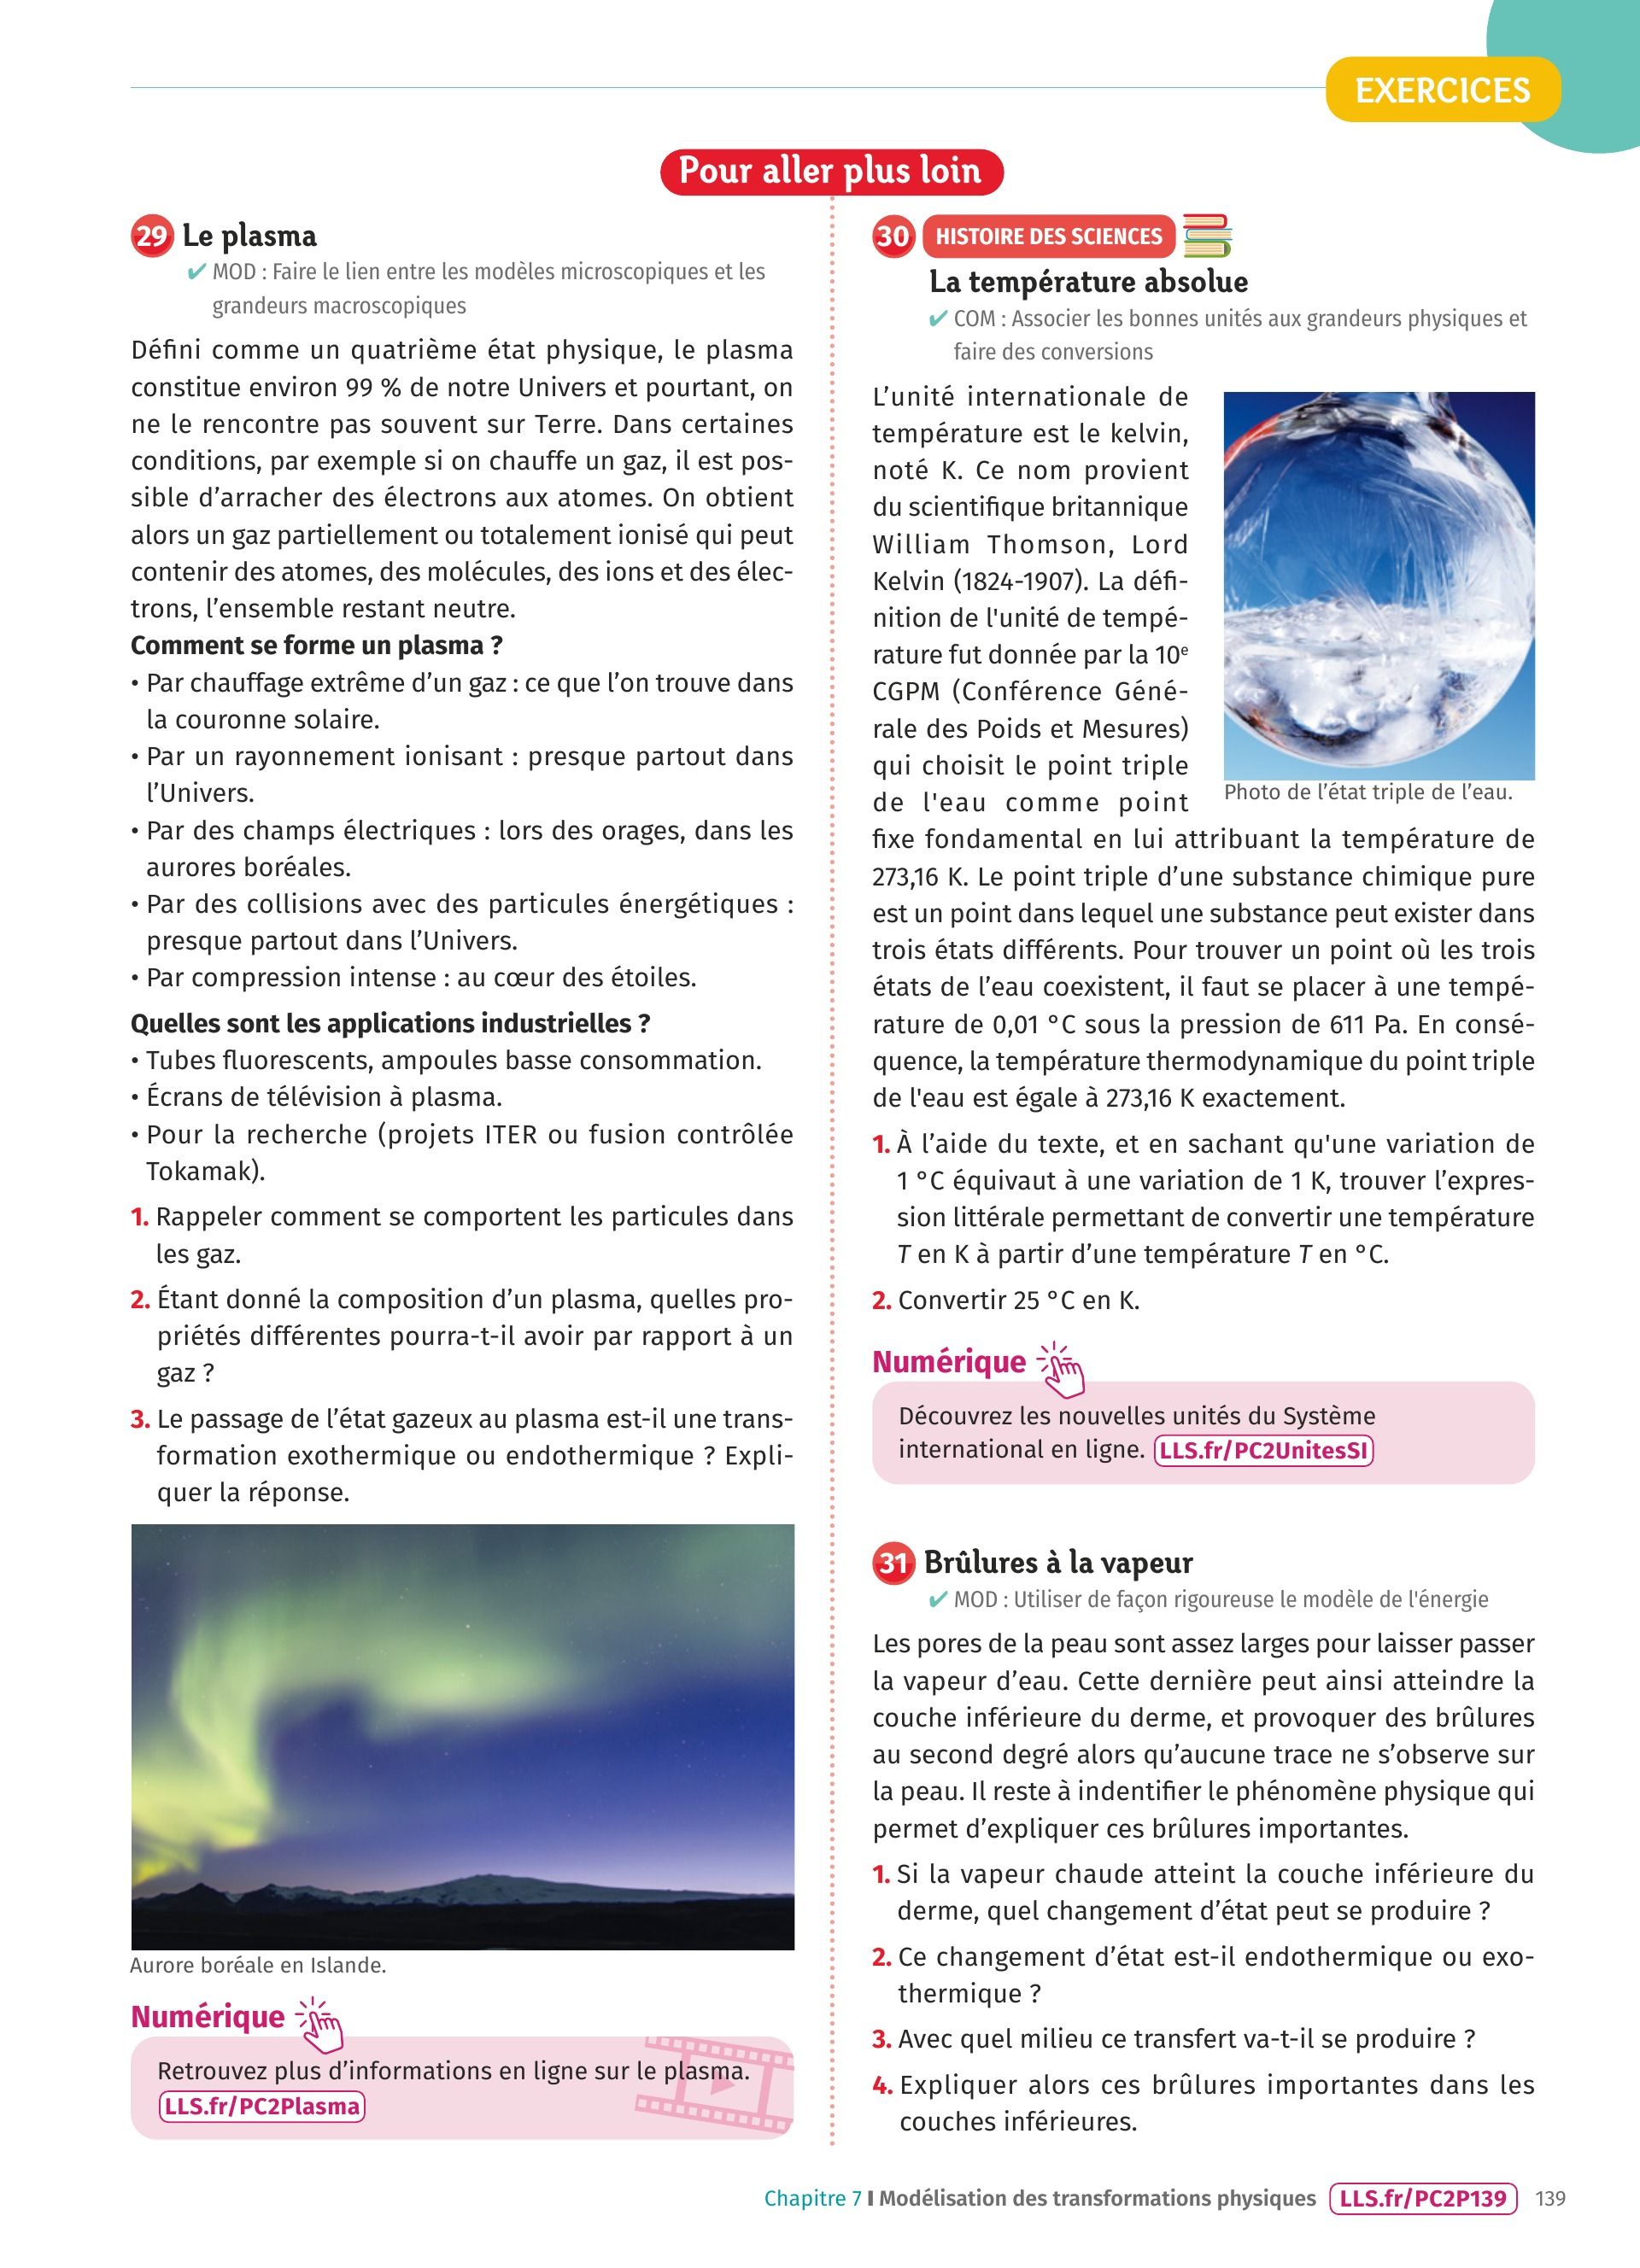 EXERCICES
Pour aller plus loin
29 Le plasma
✔ MOD : Faire le lien entre les modèles microscopiques et les
grandeurs macroscopiques
Défini comme un quatrième état physique, le plasma
constitue environ 99 % de notre Univers et pourtant, on
ne le rencontre pas souvent sur Terre. Dans certaines
conditions, par exemple si on chauffe un gaz, il est pos-
sible d’arracher des électrons aux atomes. On obtient
alors un gaz partiellement ou totalement ionisé qui peut
contenir des atomes, des molécules, des ions et des élec-
trons, l’ensemble restant neutre.
Comment se forme un plasma ?
• Par chauffage extrême d’un gaz : ce que l’on trouve dans
la couronne solaire.
• Par un rayonnement ionisant : presque partout dans
l’Univers.
• Par des champs électriques : lors des orages, dans les
aurores boréales.
• Par des collisions avec des particules énergétiques :
presque partout dans l’Univers.
• Par compression intense : au cœur des étoiles.
Quelles sont les applications industrielles ?
• Tubes fluorescents, ampoules basse consommation.
• Écrans de télévision à plasma.
• Pour la recherche (projets ITER ou fusion contrôlée
Tokamak).
1. Rappeler comment se comportent les particules dans
les gaz.
2. Étant donné la composition d’un plasma, quelles pro-
priétés différentes pourra-t-il avoir par rapport à un
gaz ?
3. Le passage de l’état gazeux au plasma est-il une trans-
formation exothermique ou endothermique ? Expli-
quer la réponse.
Aurore boréale en Islande.
Numérique
Retrouvez plus d’informations en ligne sur le plasma.
LLS.fr/PC2Plasma
30 HISTOIRE DES SCIENCES
La température absolue
✔ COM : Associer les bonnes unités aux grandeurs physiques et
faire des conversions
L’unité internationale de
température est le kelvin,
noté K. Ce nom provient
du scientifique britannique
William Thomson, Lord
Kelvin (1824-1907). La défi-
nition de l'unité de tempé-
rature fut donnée par la 10e
CGPM (Conférence Géné-
rale des Poids et Mesures)
qui choisit le point triple
de l'eau comme point
Photo de l’état triple de l’eau.
fixe fondamental en lui attribuant la température de
273,16 K. Le point triple d’une substance chimique pure
est un point dans lequel une substance peut exister dans
trois états différents. Pour trouver un point où les trois
états de l’eau coexistent, il faut se placer à une tempé-
rature de 0,01 °C sous la pression de 611 Pa. En consé-
quence, la température thermodynamique du point triple
de l'eau est égale à 273,16 K exactement.
1. À l’aide du texte, et en sachant qu'une variation de
1 °C équivaut à une variation de 1 K, trouver l’expres-
sion littérale permettant de convertir une température
T en K à partir d’une température T en °C.
2. Convertir 25 °C en K.
Numérique
Découvrez les nouvelles unités du Système
international en ligne. LLS.fr/PC2UnitesSI
31 Brûlures à la vapeur
✔ MOD : Utiliser de façon rigoureuse le modèle de l'énergie
Les pores de la peau sont assez larges pour laisser passer
la vapeur d’eau. Cette dernière peut ainsi atteindre la
couche inférieure du derme, et provoquer des brûlures
au second degré alors qu’aucune trace ne s’observe sur
la peau. Il reste à indentifier le phénomène physique qui
permet d’expliquer ces brûlures importantes.
1. Si la vapeur chaude atteint la couche inférieure du
derme, quel changement d’état peut se produire ?
2. Ce changement d’état est-il endothermique ou exo-
thermique ?
3. Avec quel milieu ce transfert va-t-il se produire ?
4. Expliquer alors ces brûlures importantes dans les
couches inférieures.
Chapitre 7 I Modélisation des transformations physiques LLS.fr/PC2P139 139